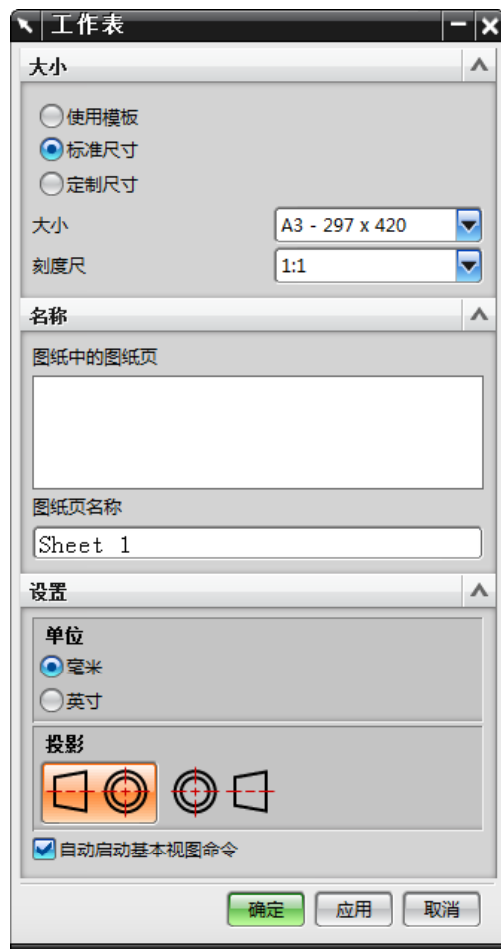 工作表
大小
使用模板
标准尺寸
定制尺寸
大小
A3 - 297 x 420
刻度尺
1:1
名称
图纸中的图纸页
图纸页名称
Sheet 1
设置
单位
毫米
英寸
投影
自动启动基本视图命令
确定
应用
取消